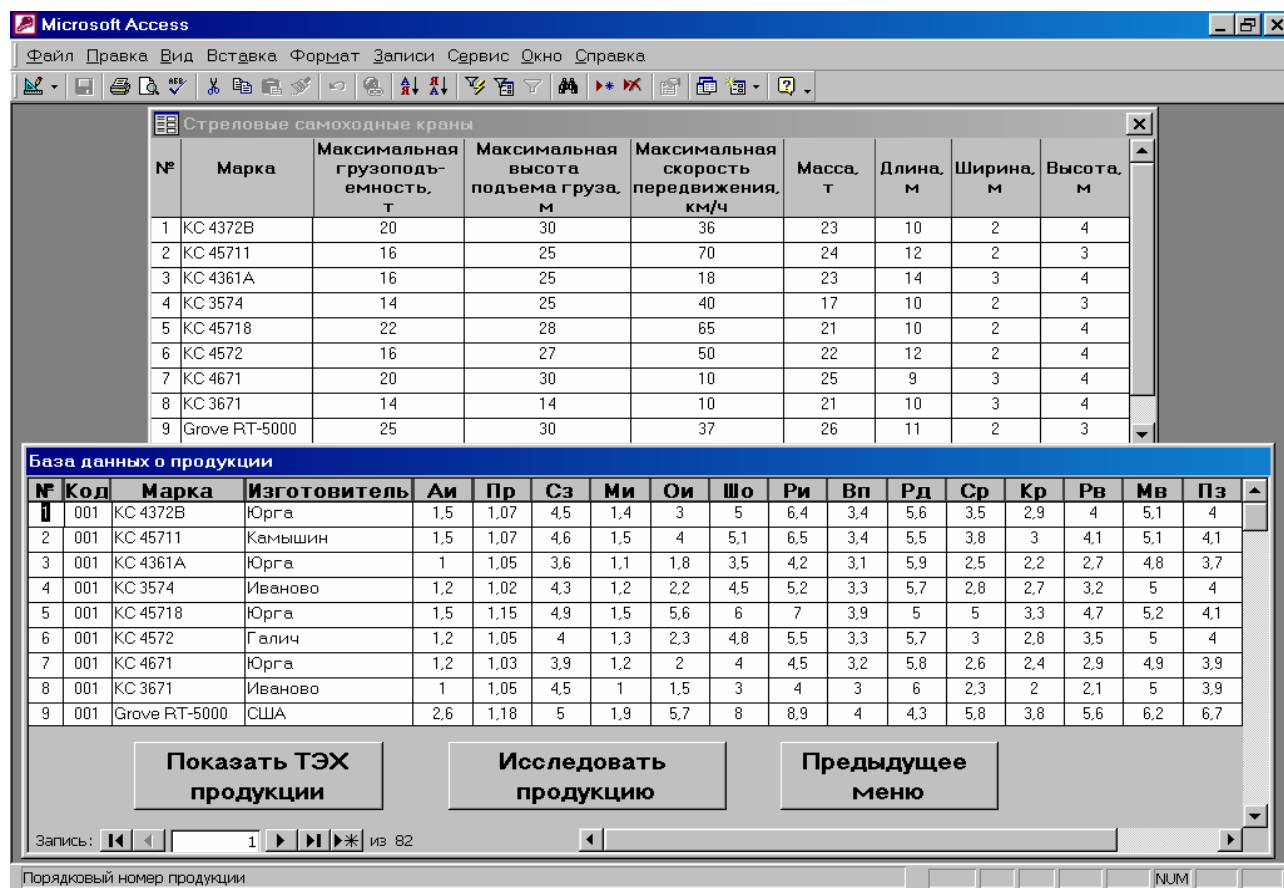 Microsoft Access
Файл Правка Вид Вставка Формат Записи Сервис Окно Справка
Стреловые самоходные краны
№ Марка Максимальная грузоподъ-емность, т Максимальная высота подъема груза, м Максимальная скорость передвижения, км/ч Масса, т Длина, м Ширина, м Высота, м
1 КС 4372В 20 30 36 23 10 2 4
2 КС 45711 16 25 70 24 12 2 3
3 КС 4361А 16 25 18 23 14 3 4
4 КС 3574 14 25 40 17 10 2 3
5 КС 45718 22 28 65 21 10 2 4
6 КС 4572 16 27 50 22 12 2 4
7 КС 4671 20 30 10 25 9 3 4
8 КС 3671 14 14 10 21 10 3 4
9 Grove RT-5000 25 30 37 26 11 2 3
База данных о продукции
№ Код Марка Изготовитель Аи Пр Сз Ми Ои Шо Ри Вп Рд Ср Кр Рв Мв Пз
1 001 КС 4372В Юрга 1,5 1,07 4,5 1,4 3 5 6,4 3,4 5,6 3,5 2,9 4 5,1 4
2 001 КС 45711 Камышин 1,5 1,07 4,6 1,5 4 5,1 6,5 3,4 5,5 3,8 3 4,1 5,1 4,1
3 001 КС 4361А Юрга 1 1,05 3,6 1,1 1,8 3,5 4,2 3,1 5,9 2,5 2,2 2,7 4,8 3,7
4 001 КС 3574 Иваново 1,2 1,02 4,3 1,2 2,2 4,5 5,2 3,3 5,7 2,8 2,7 3,2 5 4
5 001 КС 45718 Юрга 1,5 1,15 4,9 1,5 5,6 6 7 3,9 5 5 3,3 4,7 5,2 4,1
6 001 КС 4572 Галич 1,2 1,05 4 1,3 2,3 4,8 5,5 3,3 5,7 3 2,8 3,5 5 4
7 001 КС 4671 Юрга 1,2 1,03 3,9 1,2 2 4 4,5 3,2 5,8 2,6 2,4 2,9 4,9 3,9
8 001 КС 3671 Иваново 1 1,05 4,5 1 1,5 3 4 3 6 2,3 2 2,1 5 3,9
9 001 Grove RT-5000 США 2,6 1,18 5 1,9 5,7 8 8,9 4 4,3 5,8 3,8 5,6 6,2 6,7
Показать ТЭХ продукции
Исследовать продукцию
Предыдущее меню
Запись: 1 из 82
Порядковый номер продукции NUM